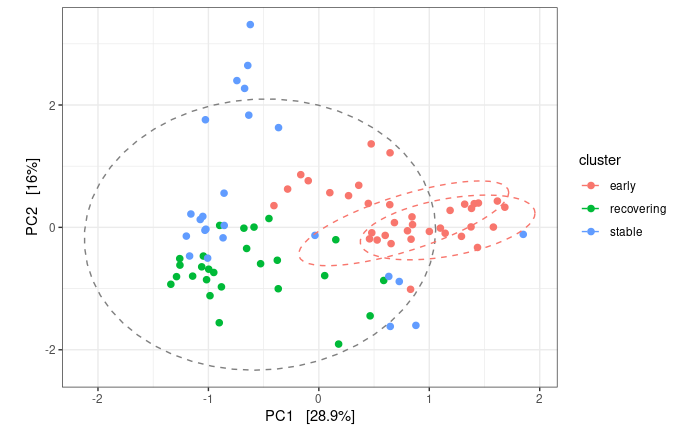 2
0
-2
-2
-1
0
1
2
PC1 [28.9%]
PC2 [16%]
cluster
early
recovering
stable